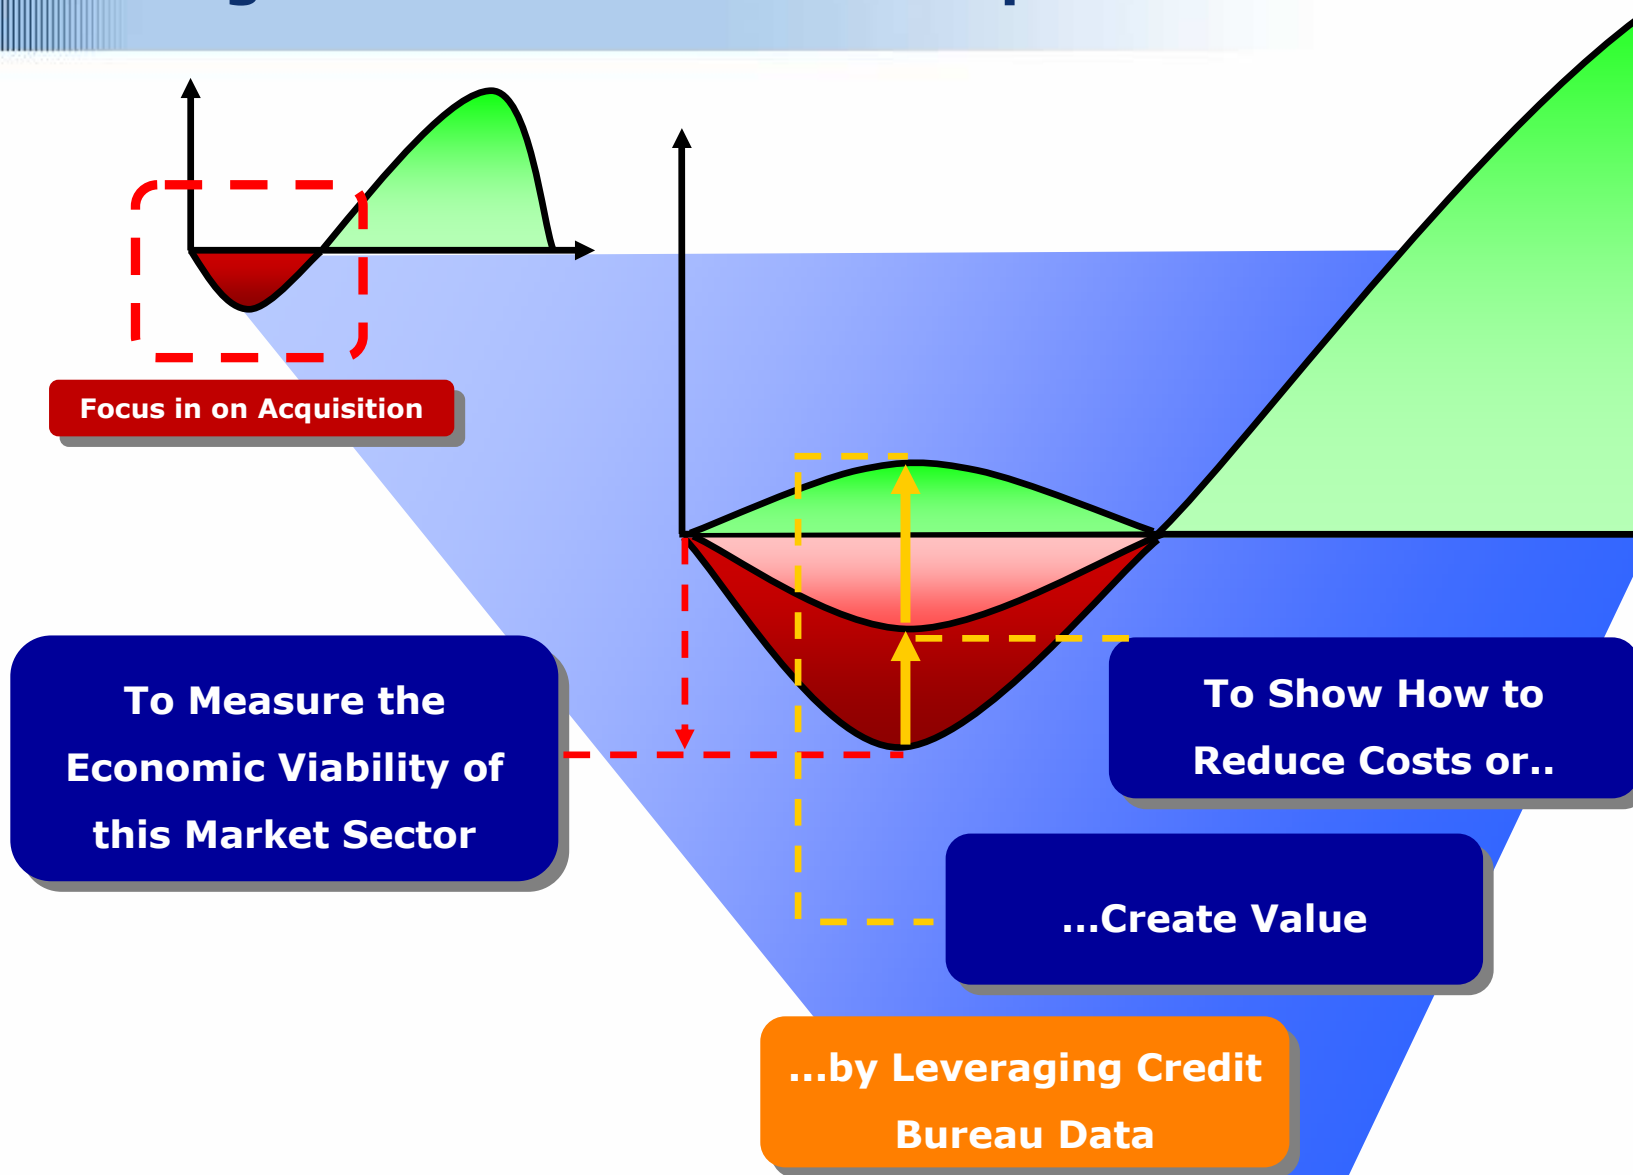 Focus in on Acquisition
To Measure the
Economic Viability of
this Market Sector
To Show How to
Reduce Costs or..
...Create Value
...by Leveraging Credit
Bureau Data